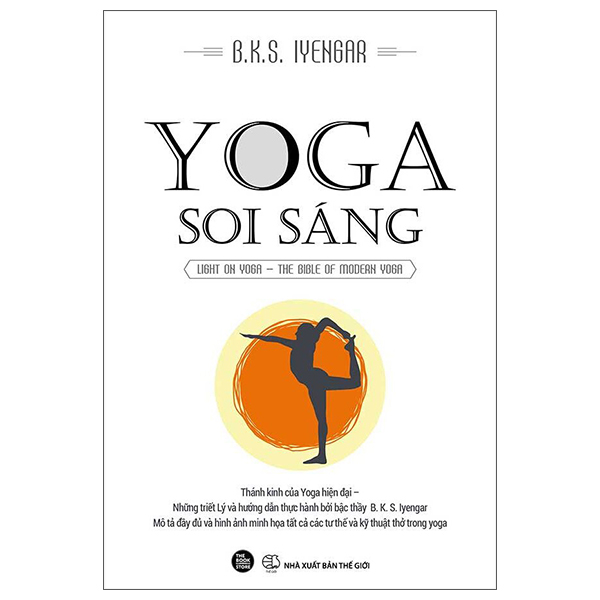 B.K.S. IYENGAR
YOGA
SOI SÁNG
LIGHT ON YOGA – THE BIBLE OF MODERN YOGA
Thánh kinh của Yoga hiện đại –
Những triết Lý và hướng dẫn thực hành bởi bậc thầy B. K. S. Iyengar
Mô tả đầy đủ và hình ảnh minh họa tất cả các tư thế và kỹ thuật thở trong yoga
THE
BOOK
STORE
THẾ GIỚI
NHÀ XUẤT BẢN THẾ GIỚI